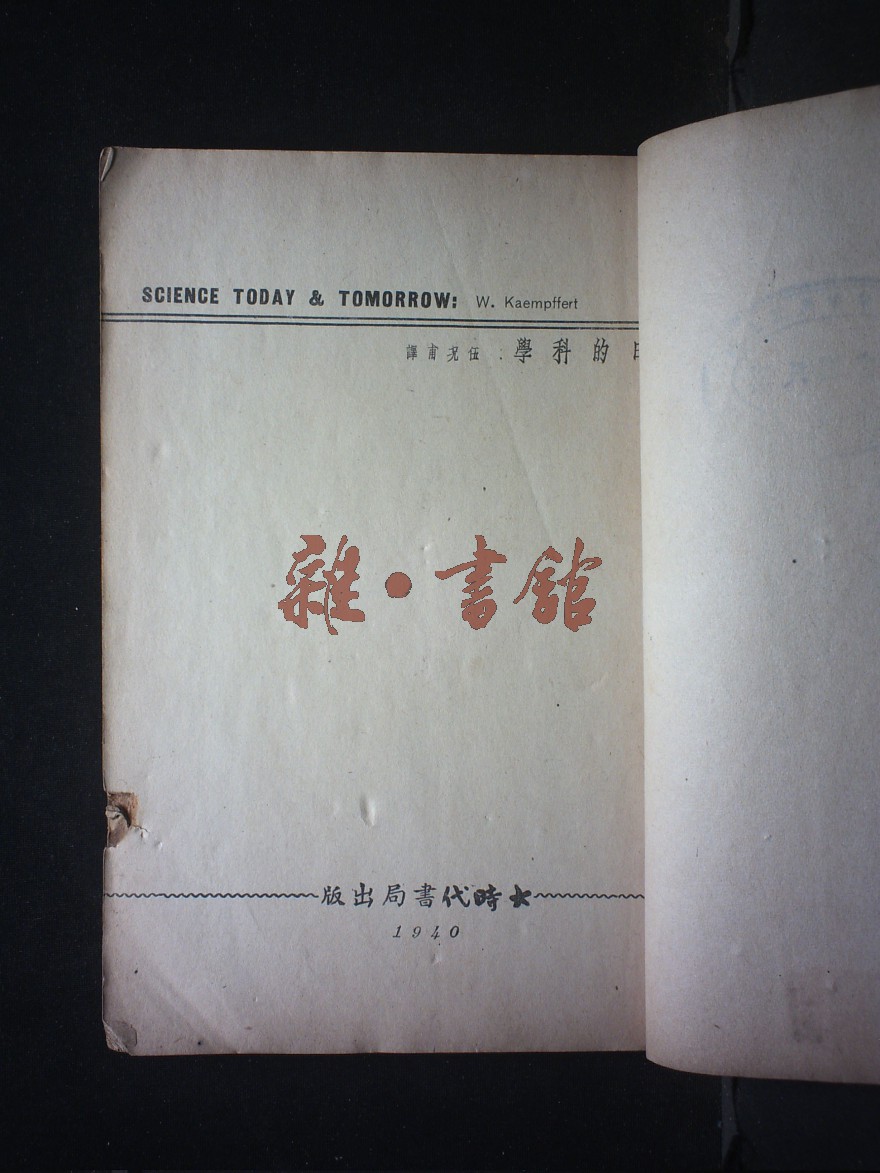 SCIENCE TODAY & TOMORROW: W. Kaempffert
的科學：伍況甫譯
雜·書館
大時代書局出版
1940